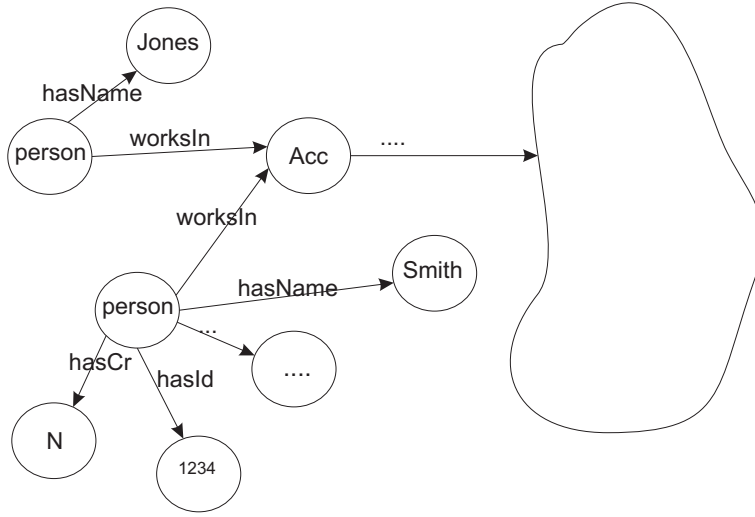 Jones
hasName
person
worksIn
Acc
....
worksIn
Smith
hasName
person
...
....
hasCr
hasId
N
1234